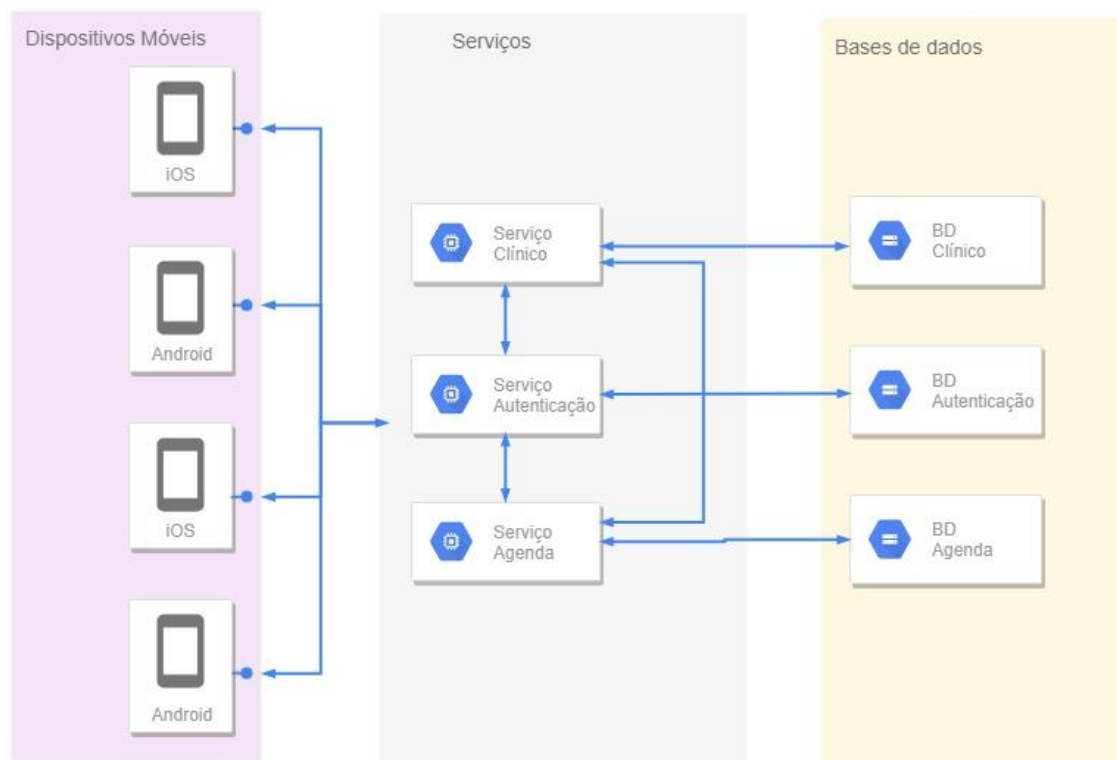 Dispositivos Móveis
iOS
Android
iOS
Android
Serviços
Serviço
Clínico
Serviço
Autenticação
Serviço
Agenda
Bases de dados
BD
Clínico
BD
Autenticação
BD
Agenda